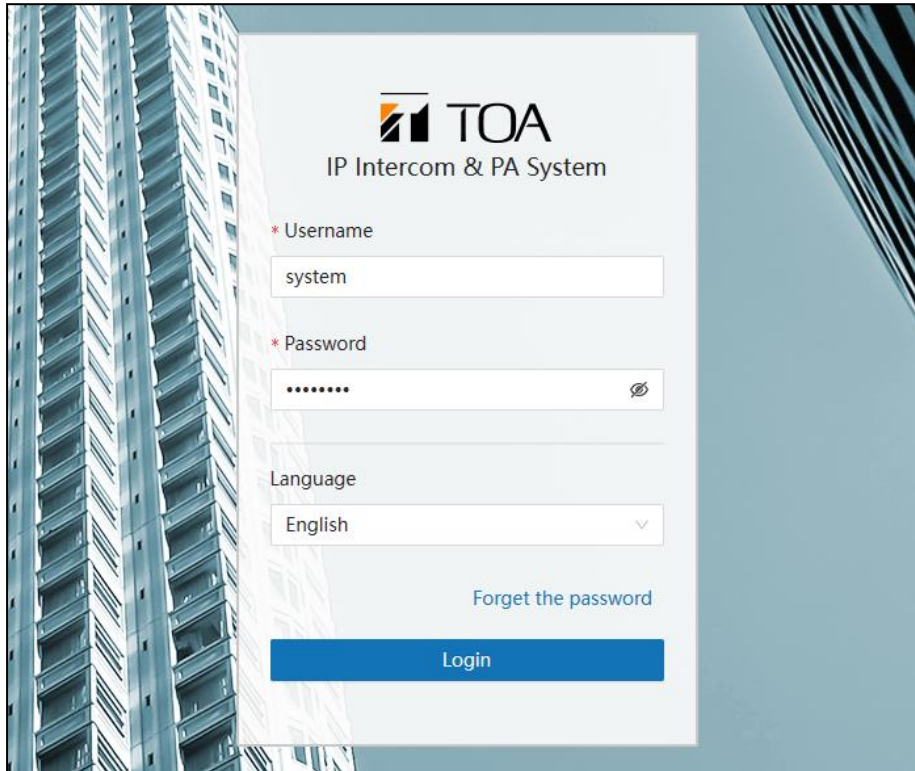 TOA
IP Intercom & PA System
* Username
system
* Password
••••••••
Language
English
Forget the password
Login